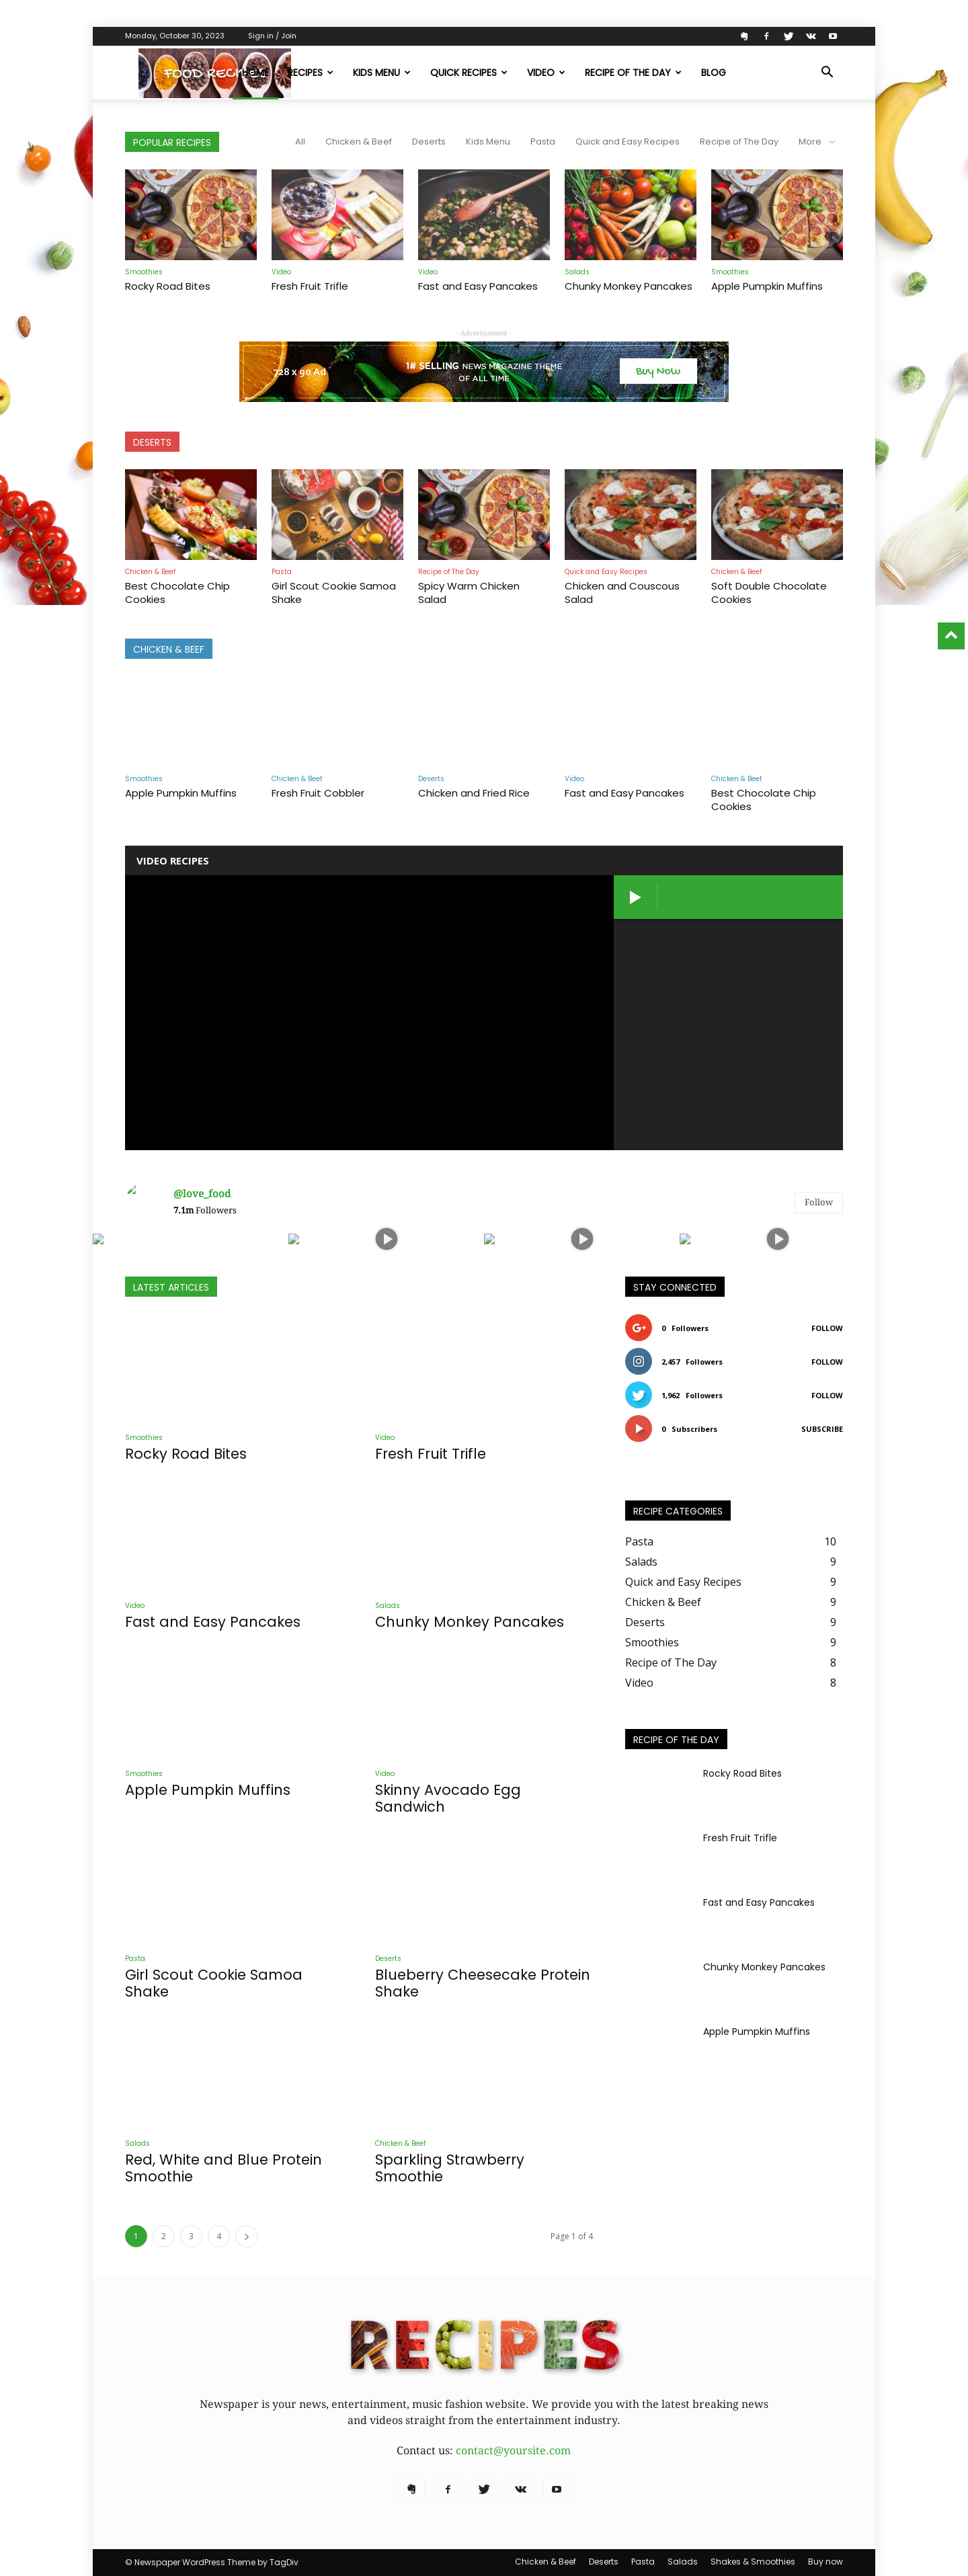 Monday, October 30, 2023
Sign in / Join
FOOD
HOME
RECIPES
KIDS MENU
QUICK RECIPES
VIDEO
RECIPE OF THE DAY
BLOG
POPULAR RECIPES
All
Chicken & Beef
Deserts
Kids Menu
Pasta
Quick and Easy Recipes
Recipe of The Day
More
Smoothies
Rocky Road Bites
Video
Fresh Fruit Trifle
Video
Fast and Easy Pancakes
Salads
Chunky Monkey Pancakes
Smoothies
Apple Pumpkin Muffins
- Advertisement -
728 x 90 Ad
1# SELLING NEWS MAGAZINE THEME
OF ALL TIME
Buy Now
DESERTS
Chicken & Beef
Best Chocolate Chip
Cookies
Pasta
Girl Scout Cookie Samoa
Shake
Recipe of The Day
Spicy Warm Chicken
Salad
Quick and Easy Recipes
Chicken and Couscous
Salad
Chicken & Beef
Soft Double Chocolate
Cookies
CHICKEN & BEEF
Smoothies
Apple Pumpkin Muffins
Chicken & Beef
Fresh Fruit Cobbler
Deserts
Chicken and Fried Rice
Video
Fast and Easy Pancakes
Chicken & Beef
Best Chocolate Chip
Cookies
VIDEO RECIPES
@love_food
7.1m Followers
Follow
LATEST ARTICLES
Smoothies
Rocky Road Bites
Video
Fresh Fruit Trifle
Video
Fast and Easy Pancakes
Salads
Chunky Monkey Pancakes
Smoothies
Apple Pumpkin Muffins
Video
Skinny Avocado Egg
Sandwich
Pasta
Girl Scout Cookie Samoa
Shake
Deserts
Blueberry Cheesecake Protein
Shake
Salads
Red, White and Blue Protein
Smoothie
Chicken & Beef
Sparkling Strawberry
Smoothie
1 2 3 4
Page 1 of 4
STAY CONNECTED
0 Followers FOLLOW
2,457 Followers FOLLOW
1,962 Followers FOLLOW
0 Subscribers SUBSCRIBE
RECIPE CATEGORIES
Pasta 10
Salads 9
Quick and Easy Recipes 9
Chicken & Beef 9
Deserts 9
Smoothies 9
Recipe of The Day 8
Video 8
RECIPE OF THE DAY
Rocky Road Bites
Fresh Fruit Trifle
Fast and Easy Pancakes
Chunky Monkey Pancakes
Apple Pumpkin Muffins
RECIPES
Newspaper is your news, entertainment, music fashion website. We provide you with the latest breaking news
and videos straight from the entertainment industry.
Contact us: contact@yoursite.com
© Newspaper WordPress Theme by TagDiv
Chicken & Beef
Deserts
Pasta
Salads
Shakes & Smoothies
Buy now